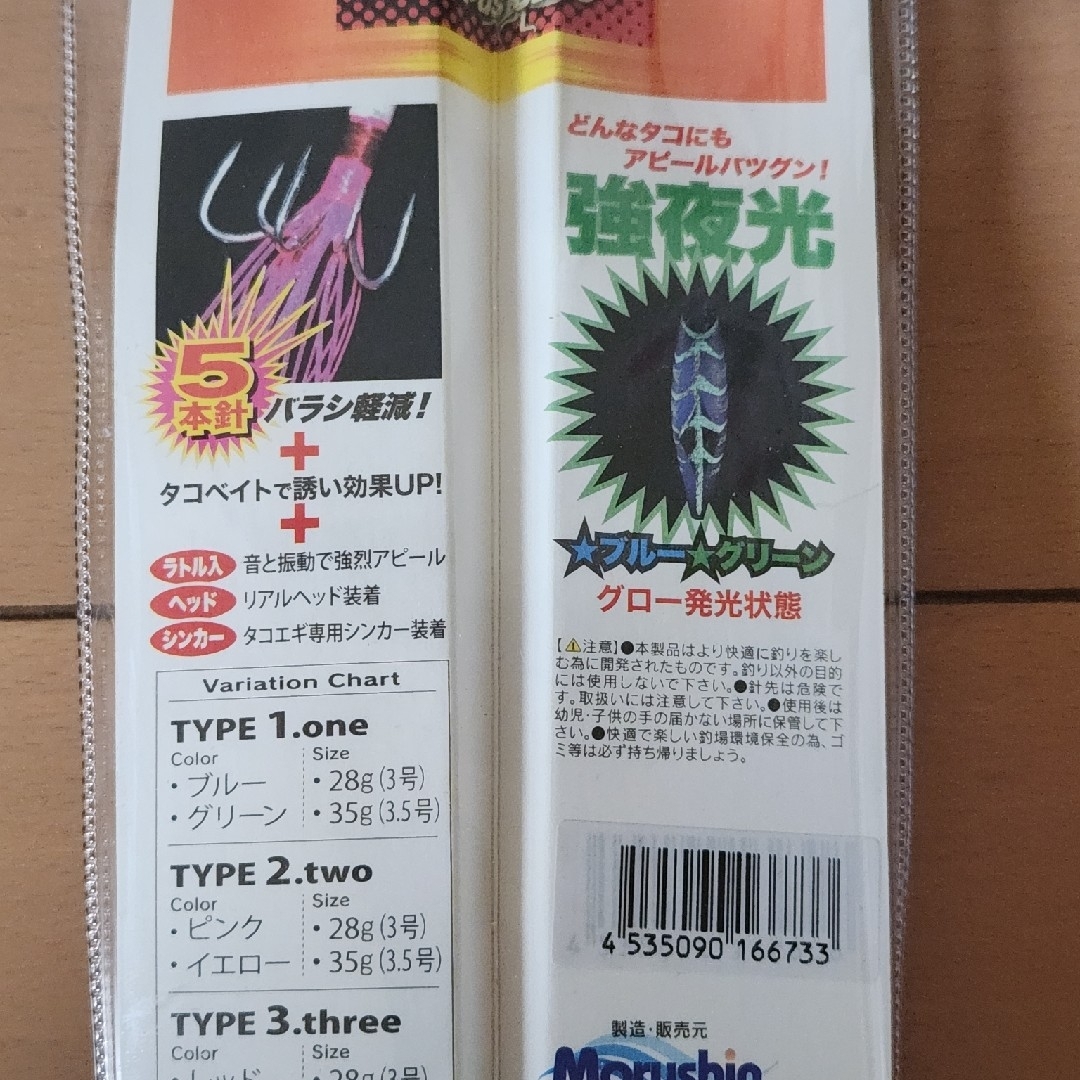 5
本針
バラシ軽減!
+
タコベイトで誘い効果UP!
+
ラトル入 音と振動で強烈アピール
ヘッド リアルヘッド装着
シンカー タコエギ専用シンカー装着
Variation Chart
TYPE 1.one
Color Size
・ブルー ・28g(3号)
・グリーン ・35g(3.5号)
TYPE 2.two
Color Size
・ピンク ・28g(3号)
・イエロー ・35g(3.5号)
TYPE 3.three
Color Size
・レッド ・28g(3号)
どんなタコにも
アピールバツグン!
強夜光
★ブルー★グリーン
グロー発光状態
【⚠注意】●本製品はより快適に釣りを楽し
む為に開発されたものです。釣り以外の目的
には使用しないで下さい。●針先は危険で
す。取扱いには注意して下さい。●使用後は
幼児・子供の手の届かない場所に保管して下
さい。●快適で楽しい釣場環境保全の為、ゴ
ミ等は必ず持ち帰りましょう。
4 535090 166733
製造・販売元
Morushin